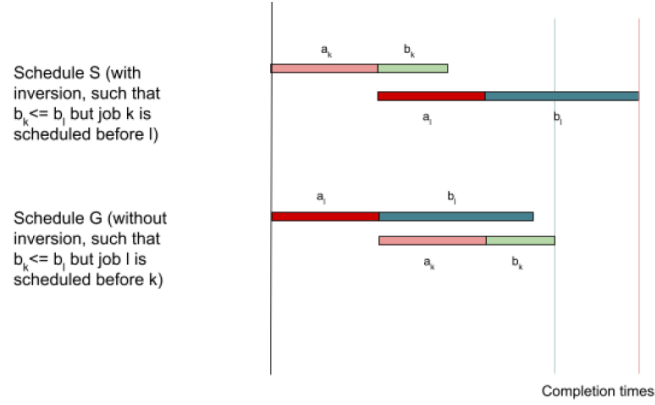 a_k b_k
Schedule S (with
inversion, such that
b_k<= b_l but job k is
scheduled before l)
a_l b_l
a_l b_l
Schedule G (without
inversion, such that
b_k<= b_l but job l is
scheduled before k)
a_k b_k
Completion times